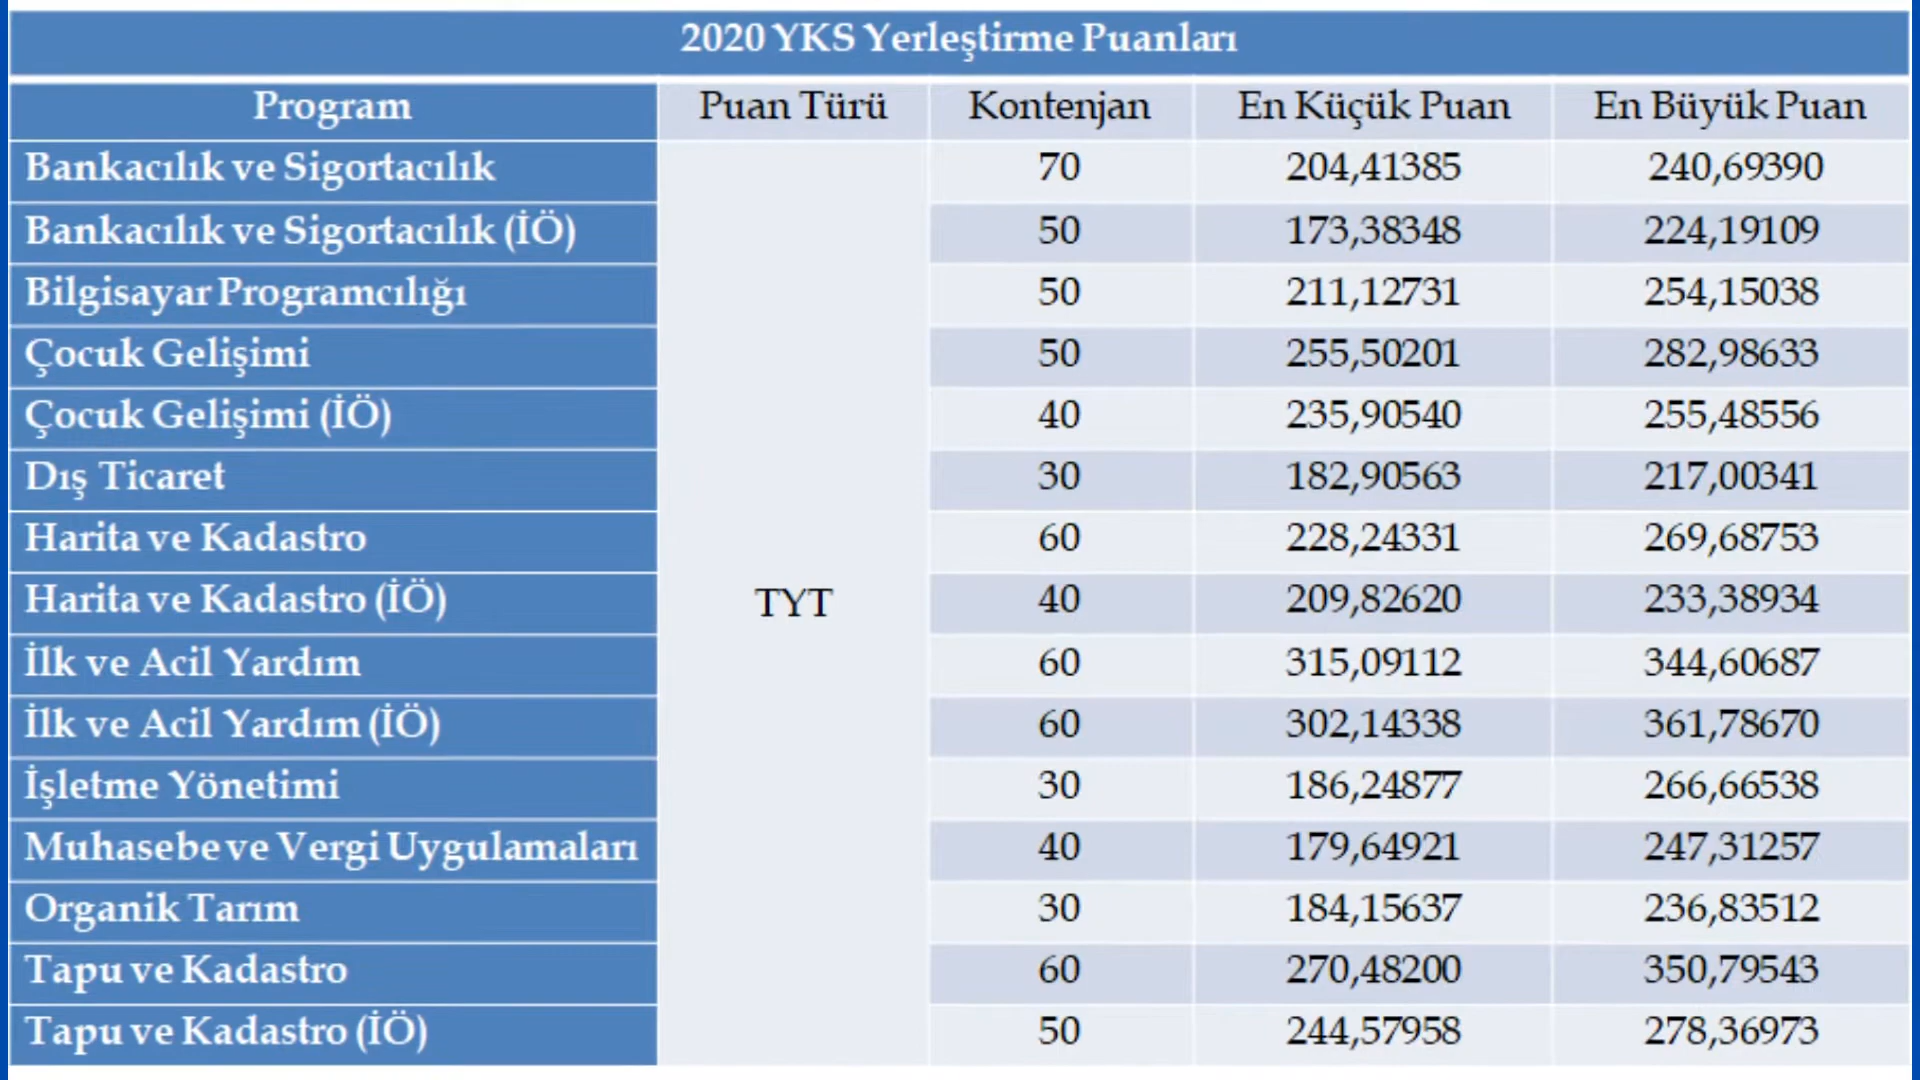 2020 YKS Yerleştirme Puanları
Program Puan Türü Kontenjan En Küçük Puan En Büyük Puan
Bankacılık ve Sigortacılık 70 204,41385 240,69390
Bankacılık ve Sigortacılık (İÖ) 50 173,38348 224,19109
Bilgisayar Programcılığı 50 211,12731 254,15038
Çocuk Gelişimi 50 255,50201 282,98633
Çocuk Gelişimi (İÖ) 40 235,90540 255,48556
Dış Ticaret 30 182,90563 217,00341
Harita ve Kadastro 60 228,24331 269,68753
Harita ve Kadastro (İÖ) TYT 40 209,82620 233,38934
İlk ve Acil Yardım 60 315,09112 344,60687
İlk ve Acil Yardım (İÖ) 60 302,14338 361,78670
İşletme Yönetimi 30 186,24877 266,66538
Muhasebe ve Vergi Uygulamaları 40 179,64921 247,31257
Organik Tarım 30 184,15637 236,83512
Tapu ve Kadastro 60 270,48200 350,79543
Tapu ve Kadastro (İÖ) 50 244,57958 278,36973